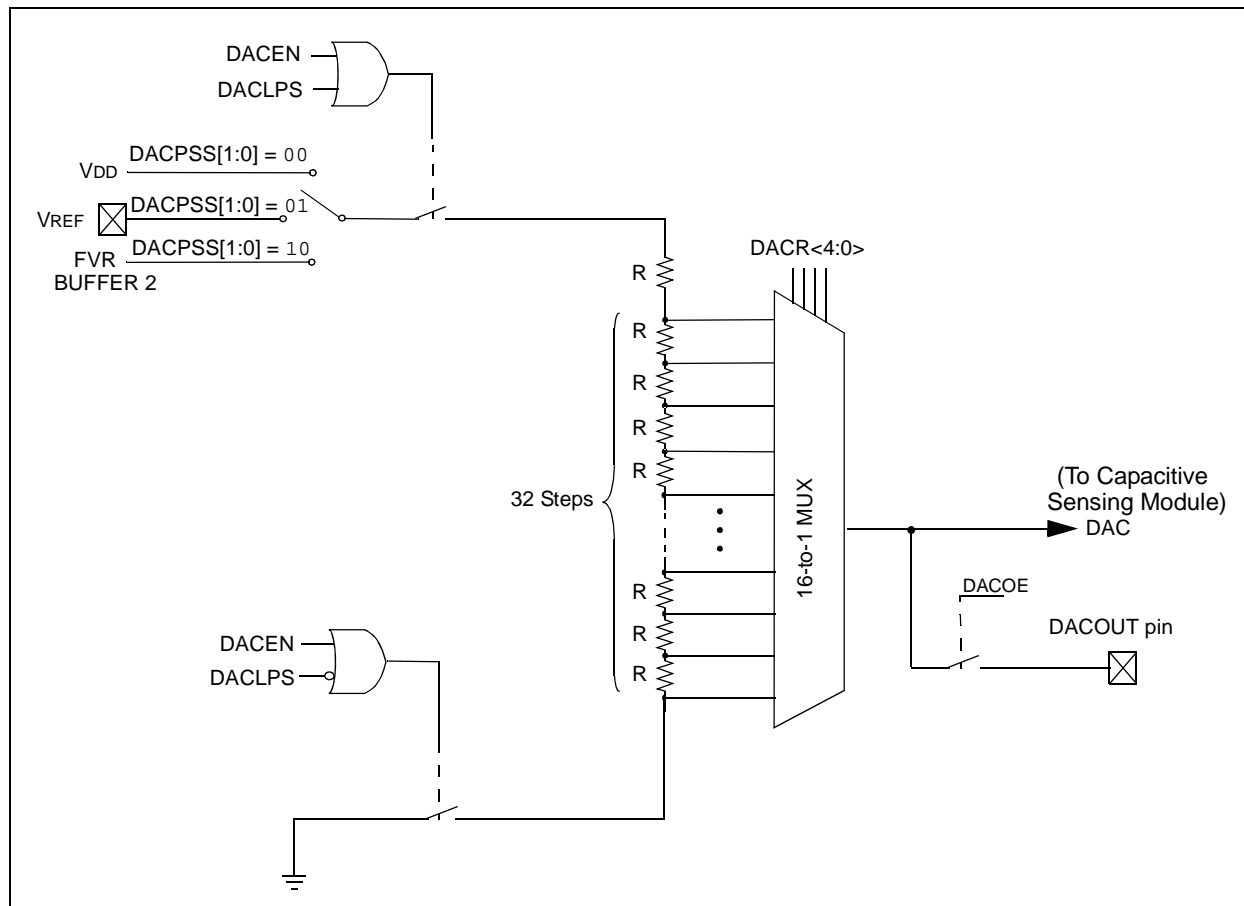 DACEN
DACLPS
VDD DACPSS[1:0] = 00
VREF DACPSS[1:0] = 01
FVR DACPSS[1:0] = 10
BUFFER 2
DACR<4:0>
R
R
R
R
R
32 Steps
16-to-1 MUX
(To Capacitive
Sensing Module)
DAC
R
R
R
DACOE
DACOUT pin
DACEN
DACLPS